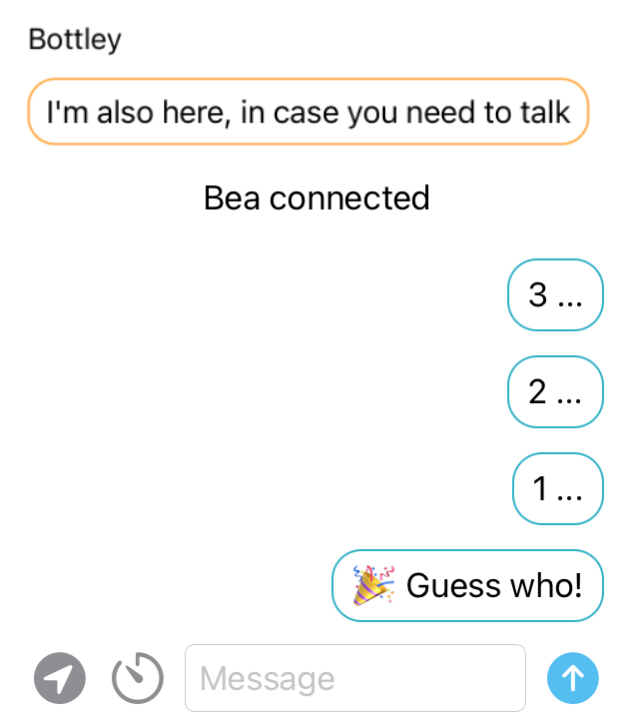 Bottley
I'm also here, in case you need to talk
Bea connected
3 ...
2 ...
1 ...
🎉 Guess who!
Message